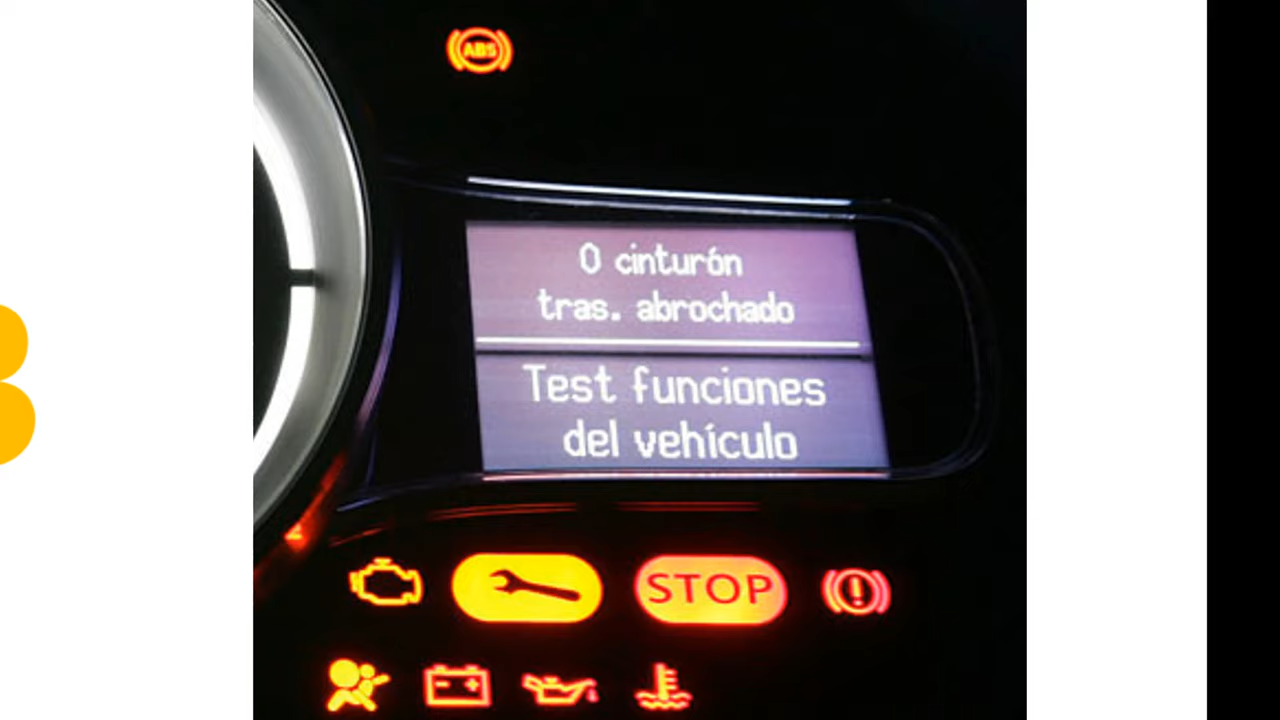 ABS
0 cinturón
tras. abrochado
Test funciones
del vehículo
STOP